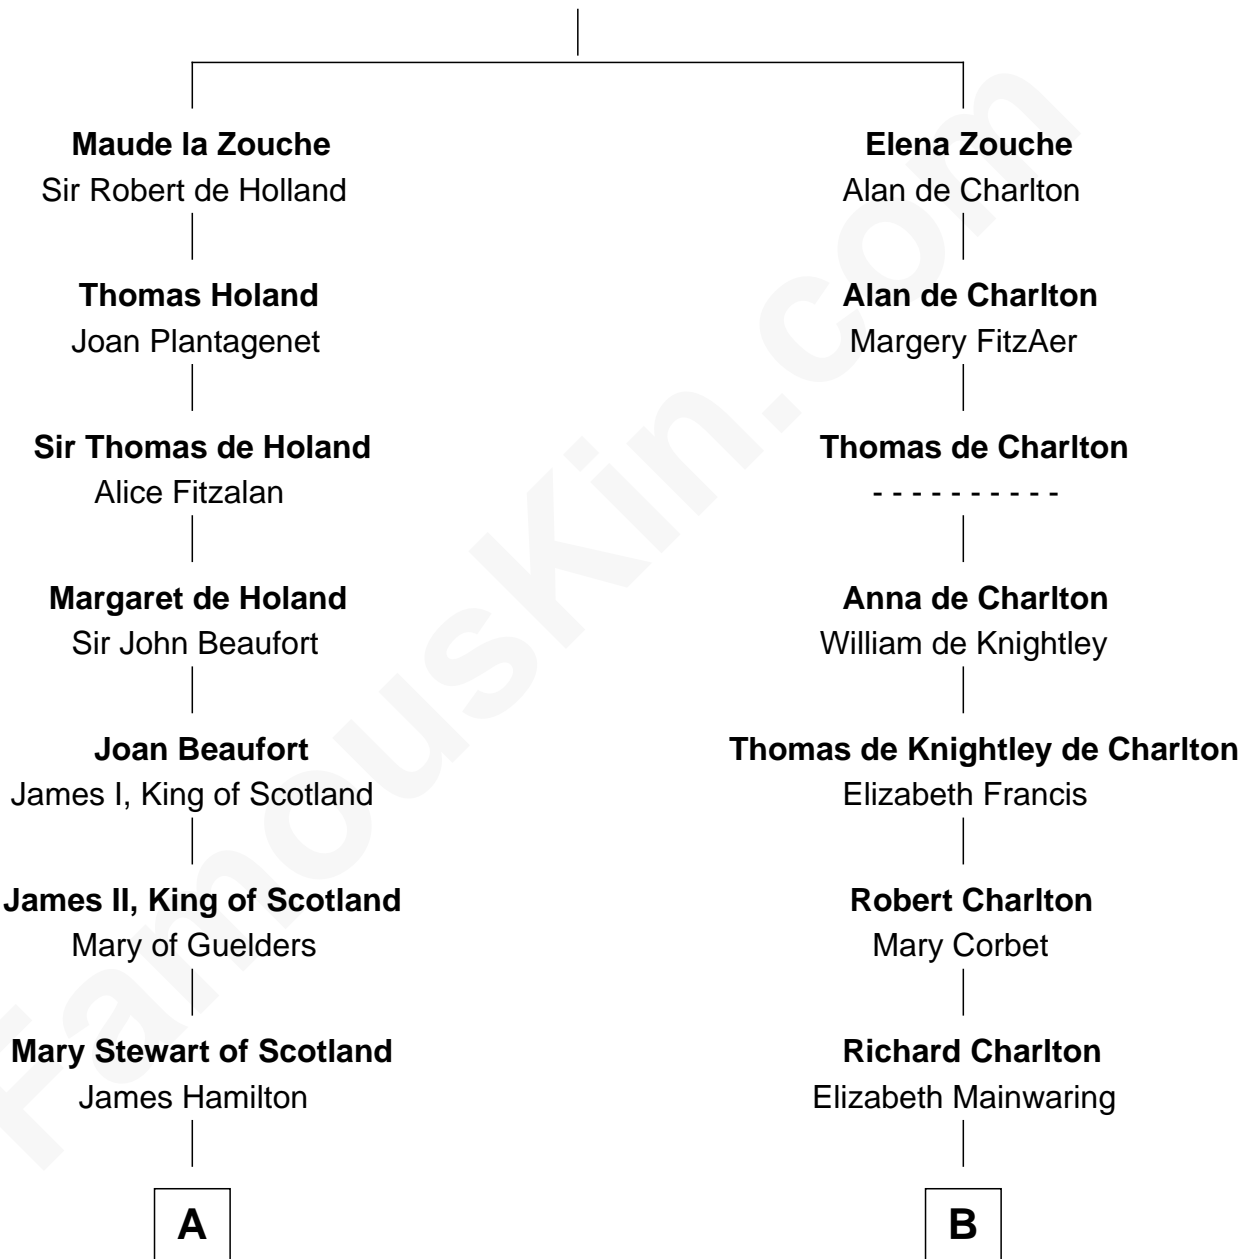 Maude la Zouche
Sir Robert de Holland
Thomas Holand
Joan Plantagenet
Sir Thomas de Holand
Alice Fitzalan
Margaret de Holand
Sir John Beaufort
Joan Beaufort
James I, King of Scotland
James II, King of Scotland
Mary of Guelders
Mary Stewart of Scotland
James Hamilton
A
Elena Zouche
Alan de Charlton
Alan de Charlton
Margery FitzAer
Thomas de Charlton
- - - - - - - - - -
Anna de Charlton
William de Knightley
Thomas de Knightley de Charlton
Elizabeth Francis
Robert Charlton
Mary Corbet
Richard Charlton
Elizabeth Mainwaring
B
FamousKin.com